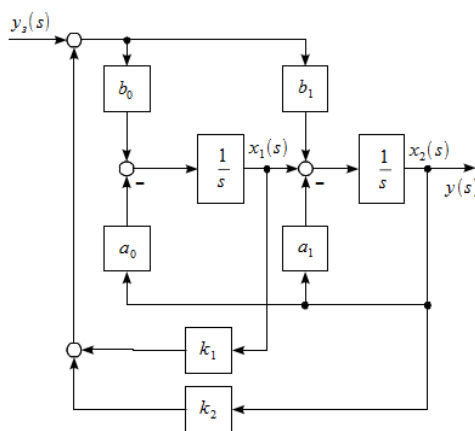 y_з(s)
b_0
b_1
1/s
x_1(s)
1/s
x_2(s)
y(s)
–
–
a_0
a_1
k_1
k_2